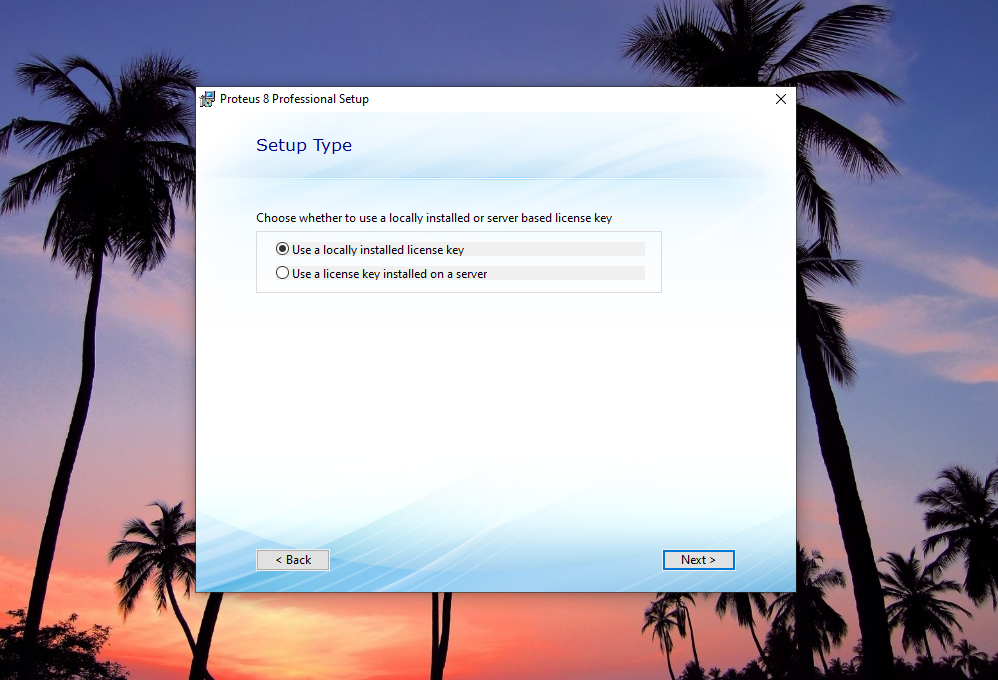 Proteus 8 Professional Setup
Setup Type
Choose whether to use a locally installed or server based license key
Use a locally installed license key
Use a license key installed on a server
< Back
Next >